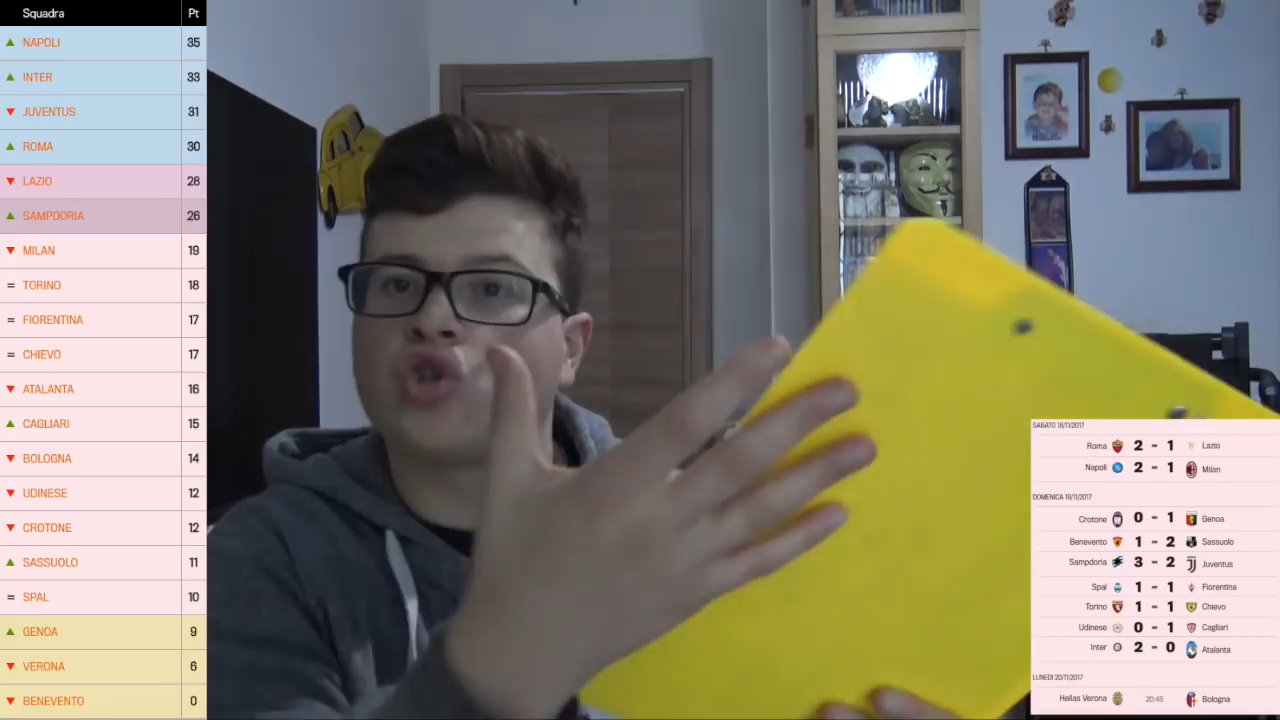 Squadra Pt
NAPOLI 35
INTER 33
JUVENTUS 31
ROMA 30
LAZIO 28
SAMPDORIA 26
MILAN 19
= TORINO 18
= FIORENTINA 17
= CHIEVO 17
ATALANTA 16
CAGLIARI 15
BOLOGNA 14
UDINESE 12
CROTONE 12
SASSUOLO 11
= SPAL 10
GENOA 9
VERONA 6
BENEVENTO 0
SABATO 18/11/2017
Roma 2 - 1 Lazio
Napoli 2 - 1 Milan
DOMENICA 19/11/2017
Crotone 0 - 1 Genoa
Benevento 1 - 2 Sassuolo
Sampdoria 3 - 2 Juventus
Spal 1 - 1 Fiorentina
Torino 1 - 1 Chievo
Udinese 0 - 1 Cagliari
Inter 2 - 0 Atalanta
LUNEDÌ 20/11/2017
Hellas Verona 20:45 Bologna